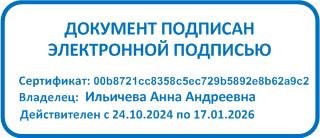 ДОКУМЕНТ ПОДПИСАН
ЭЛЕКТРОННОЙ ПОДПИСЬЮ
Сертификат: 00b8721cc8358c5ec729b5892e8b62a9c2
Владелец: Ильичева Анна Андреевна
Действителен с 24.10.2024 по 17.01.2026